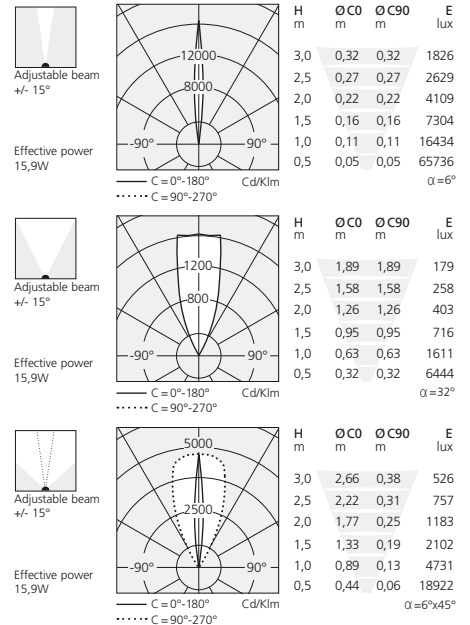 12000
8000
-90° 90°
C = 0°-180° Cd/Klm
C = 90°-270°
Adjustable beam
+/- 15°
Effective power
15,9W
H ØC0 ØC90 E
m m m lux
3,0 0,32 0,32 1826
2,5 0,27 0,27 2629
2,0 0,22 0,22 4109
1,5 0,16 0,16 7304
1,0 0,11 0,11 16434
0,5 0,05 0,05 65736
α=6°
1200
800
-90° 90°
C = 0°-180° Cd/Klm
C = 90°-270°
Adjustable beam
+/- 15°
Effective power
15,9W
H ØC0 ØC90 E
m m m lux
3,0 1,89 1,89 179
2,5 1,58 1,58 258
2,0 1,26 1,26 403
1,5 0,95 0,95 716
1,0 0,63 0,63 1611
0,5 0,32 0,32 6444
α=32°
5000
2500
-90° 90°
C = 0°-180° Cd/Klm
C = 90°-270°
Adjustable beam
+/- 15°
Effective power
15,9W
H ØC0 ØC90 E
m m m lux
3,0 2,66 0,38 526
2,5 2,22 0,31 757
2,0 1,77 0,25 1183
1,5 1,33 0,19 2102
1,0 0,89 0,13 4731
0,5 0,44 0,06 18922
α=6°x45°